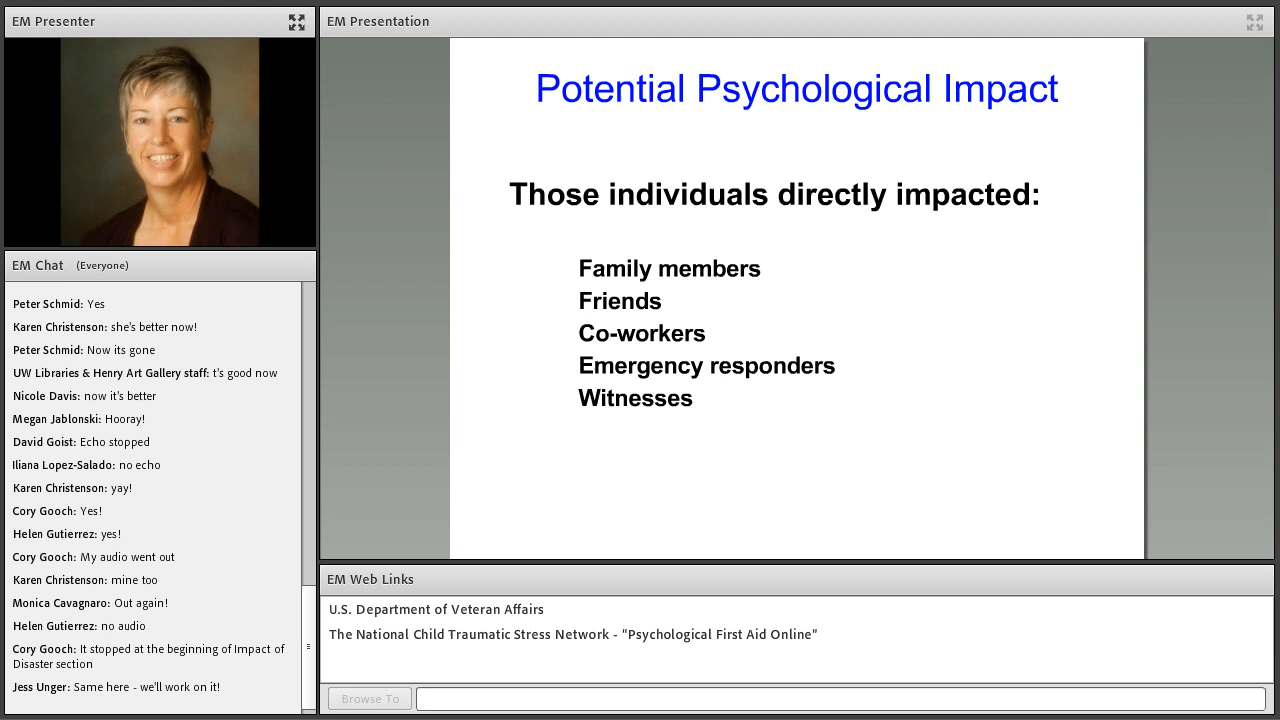 EM Presenter
EM Chat (Everyone)
Peter Schmid: Yes
Karen Christenson: she's better now!
Peter Schmid: Now its gone
UW Libraries & Henry Art Gallery staff: t's good now
Nicole Davis: now it's better
Megan Jablonski: Hooray!
David Goist: Echo stopped
Iliana Lopez-Salado: no echo
Karen Christenson: yay!
Cory Gooch: Yes!
Helen Gutierrez: yes!
Cory Gooch: My audio went out
Karen Christenson: mine too
Monica Cavagnaro: Out again!
Helen Gutierrez: no audio
Cory Gooch: It stopped at the beginning of Impact of
Disaster section
Jess Unger: Same here - we'll work on it!
EM Presentation
Potential Psychological Impact
Those individuals directly impacted:
Family members
Friends
Co-workers
Emergency responders
Witnesses
EM Web Links
U.S. Department of Veteran Affairs
The National Child Traumatic Stress Network - "Psychological First Aid Online"
Browse To